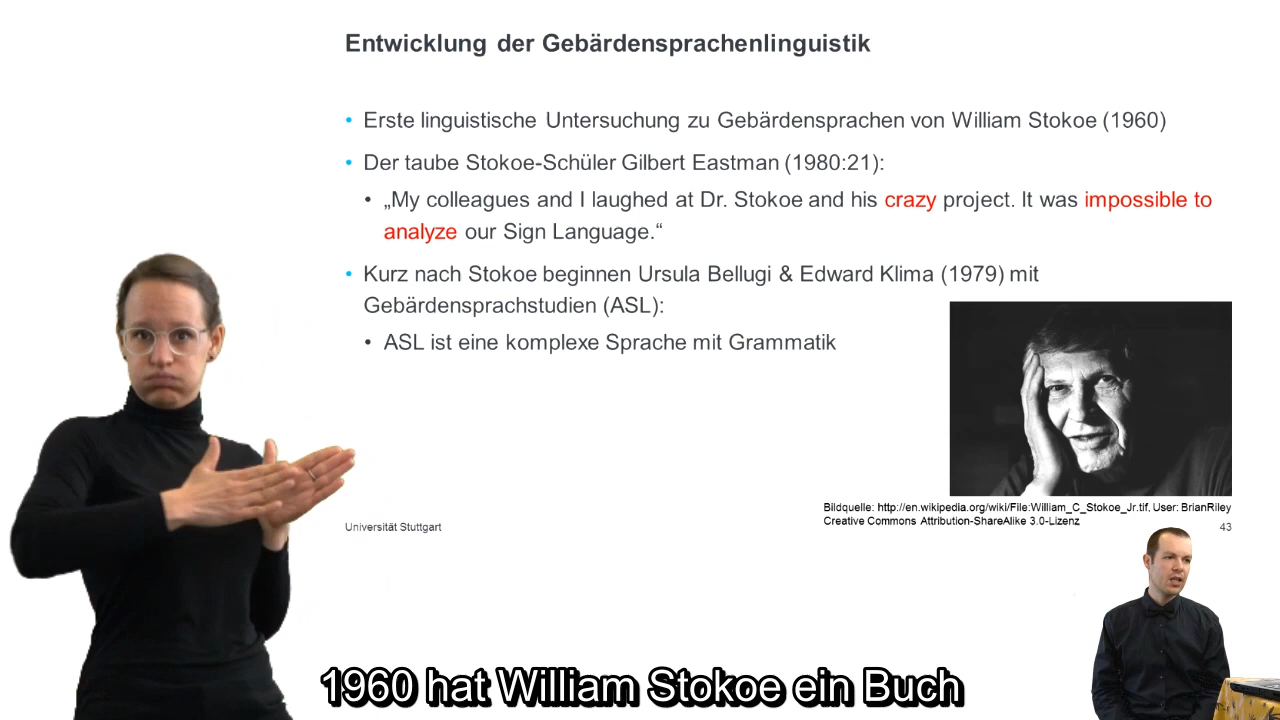 Entwicklung der Gebärdensprachenlinguistik
• Erste linguistische Untersuchung zu Gebärdensprachen von William Stokoe (1960)
• Der taube Stokoe-Schüler Gilbert Eastman (1980:21):
• „My colleagues and I laughed at Dr. Stokoe and his crazy project. It was impossible to
analyze our Sign Language.“
• Kurz nach Stokoe beginnen Ursula Bellugi & Edward Klima (1979) mit
Gebärdensprachstudien (ASL):
• ASL ist eine komplexe Sprache mit Grammatik
Bildquelle: http://en.wikipedia.org/wiki/File:William_C_Stokoe_Jr.tif, User: BrianRiley
Creative Commons Attribution-ShareAlike 3.0-Lizenz
Universität Stuttgart
43
1960 hat William Stokoe ein Buch